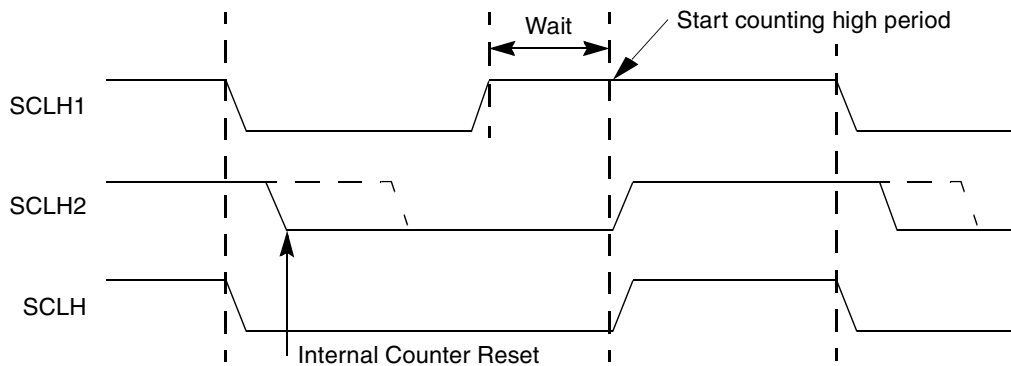 Wait
Start counting high period
SCLH1
SCLH2
SCLH
Internal Counter Reset